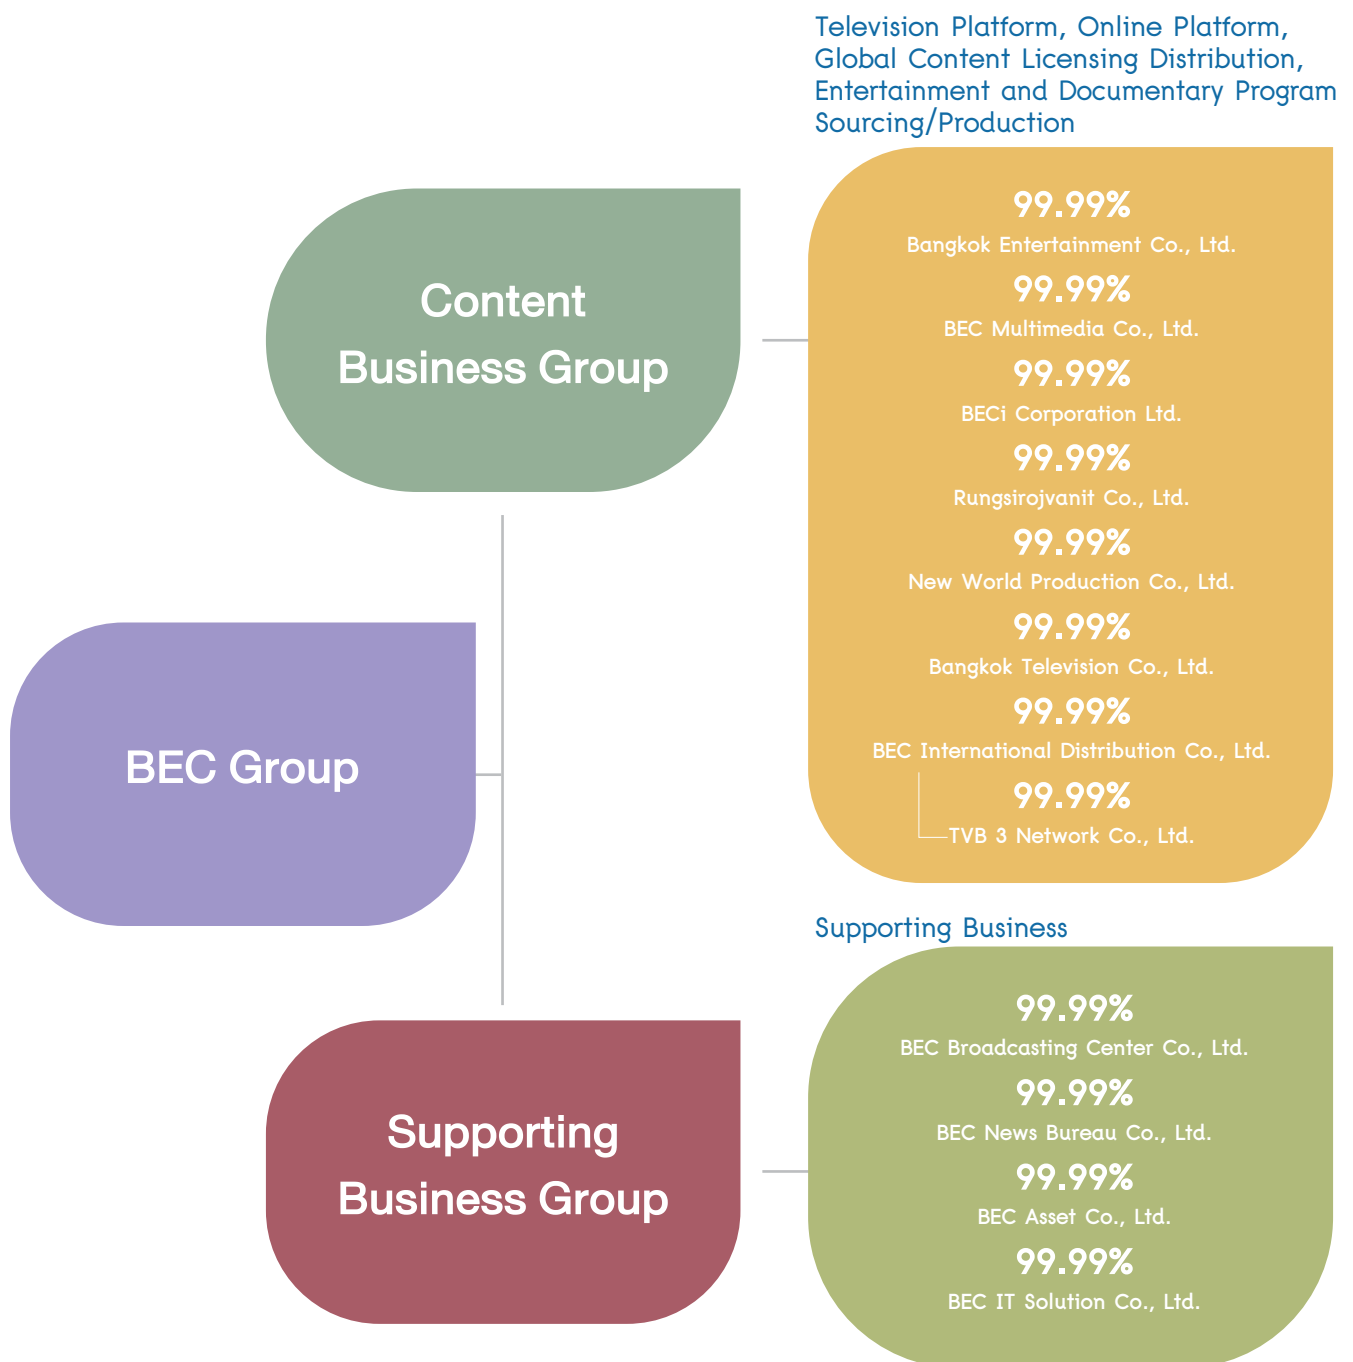 Television Platform, Online Platform,
Global Content Licensing Distribution,
Entertainment and Documentary Program
Sourcing/Production
Content
Business Group
99.99%
Bangkok Entertainment Co., Ltd.
99.99%
BEC Multimedia Co., Ltd.
99.99%
BECi Corporation Ltd.
99.99%
Rungsirojvanit Co., Ltd.
99.99%
New World Production Co., Ltd.
99.99%
Bangkok Television Co., Ltd.
99.99%
BEC International Distribution Co., Ltd.
99.99%
TVB 3 Network Co., Ltd.
BEC Group
Supporting Business
Supporting
Business Group
99.99%
BEC Broadcasting Center Co., Ltd.
99.99%
BEC News Bureau Co., Ltd.
99.99%
BEC Asset Co., Ltd.
99.99%
BEC IT Solution Co., Ltd.